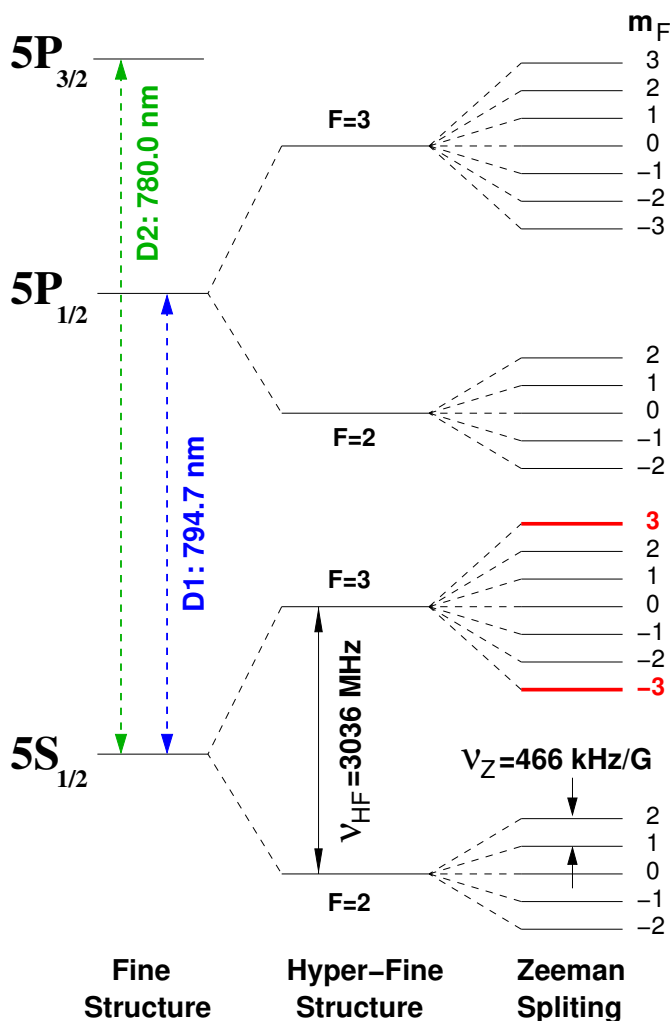 m F
5P 3/2
3
2
1
0
−1
−2
−3
F=3
D2: 780.0 nm
5P 1/2
2
1
0
−1
−2
F=2
D1: 794.7 nm
3
2
1
0
−1
−2
−3
F=3
ν HF =3036 MHz
5S 1/2
ν Z =466 kHz/G
2
1
0
−1
−2
F=2
Fine
Structure
Hyper−Fine
Structure
Zeeman
Spliting